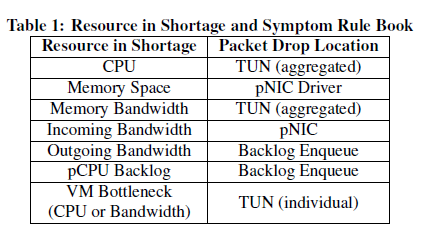 Table 1: Resource in Shortage and Symptom Rule Book
Resource in Shortage Packet Drop Location
CPU TUN (aggregated)
Memory Space pNIC Driver
Memory Bandwidth TUN (aggregated)
Incoming Bandwidth pNIC
Outgoing Bandwidth Backlog Enqueue
pCPU Backlog Backlog Enqueue
VM Bottleneck
(CPU or Bandwidth) TUN (individual)